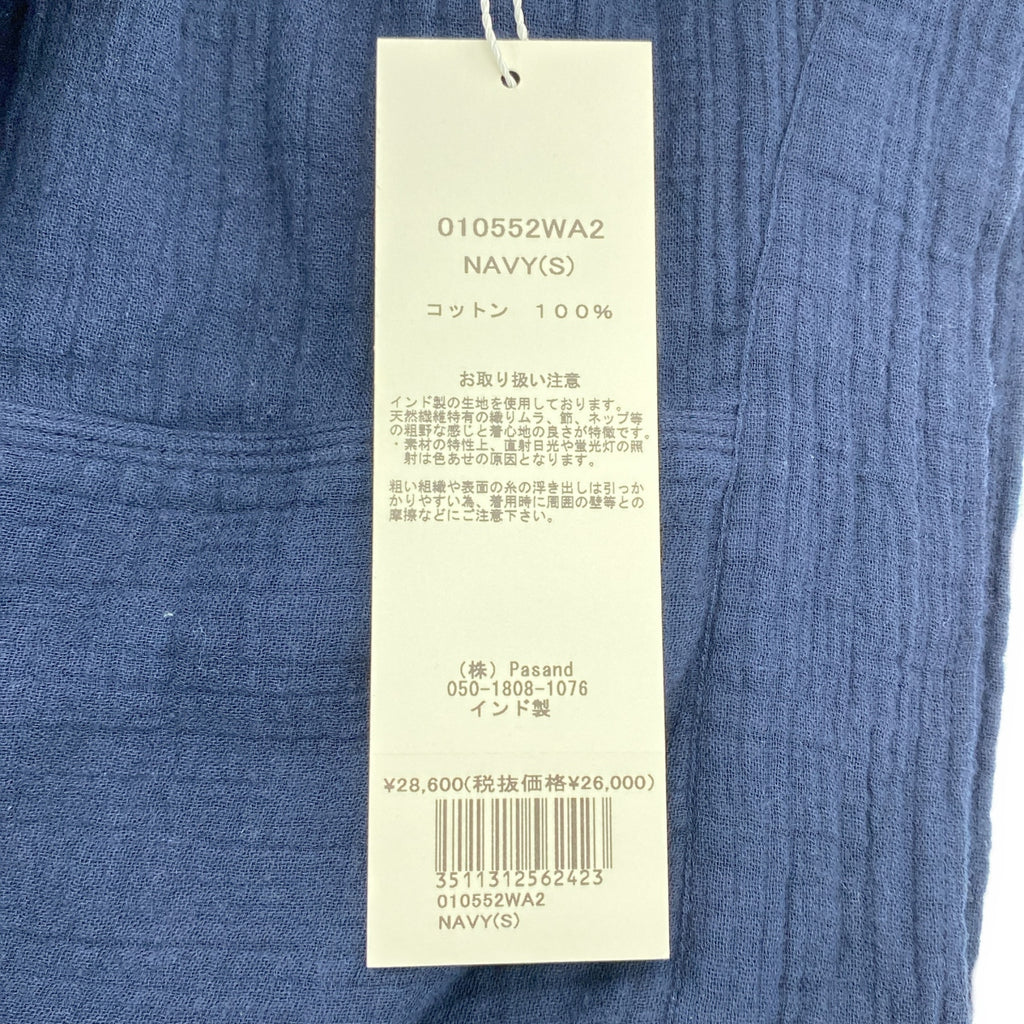 010552WA2
NAVY(S)
コットン　１００％
お取り扱い注意
インド製の生地を使用しております。
天然繊維特有の織りムラ、節、ネップ等
の粗野な感じと着心地の良さが特徴です。
・素材の特性上、直射日光や蛍光灯の照
射は色あせの原因となります。
粗い組織や表面の糸の浮き出しは引っか
かりやすい為、着用時に周囲の壁等との
摩擦などにご注意下さい。
（株）Pasand
050-1808-1076
インド製
¥28,600(税抜価格¥26,000)
3511312562423
010552WA2
NAVY(S)